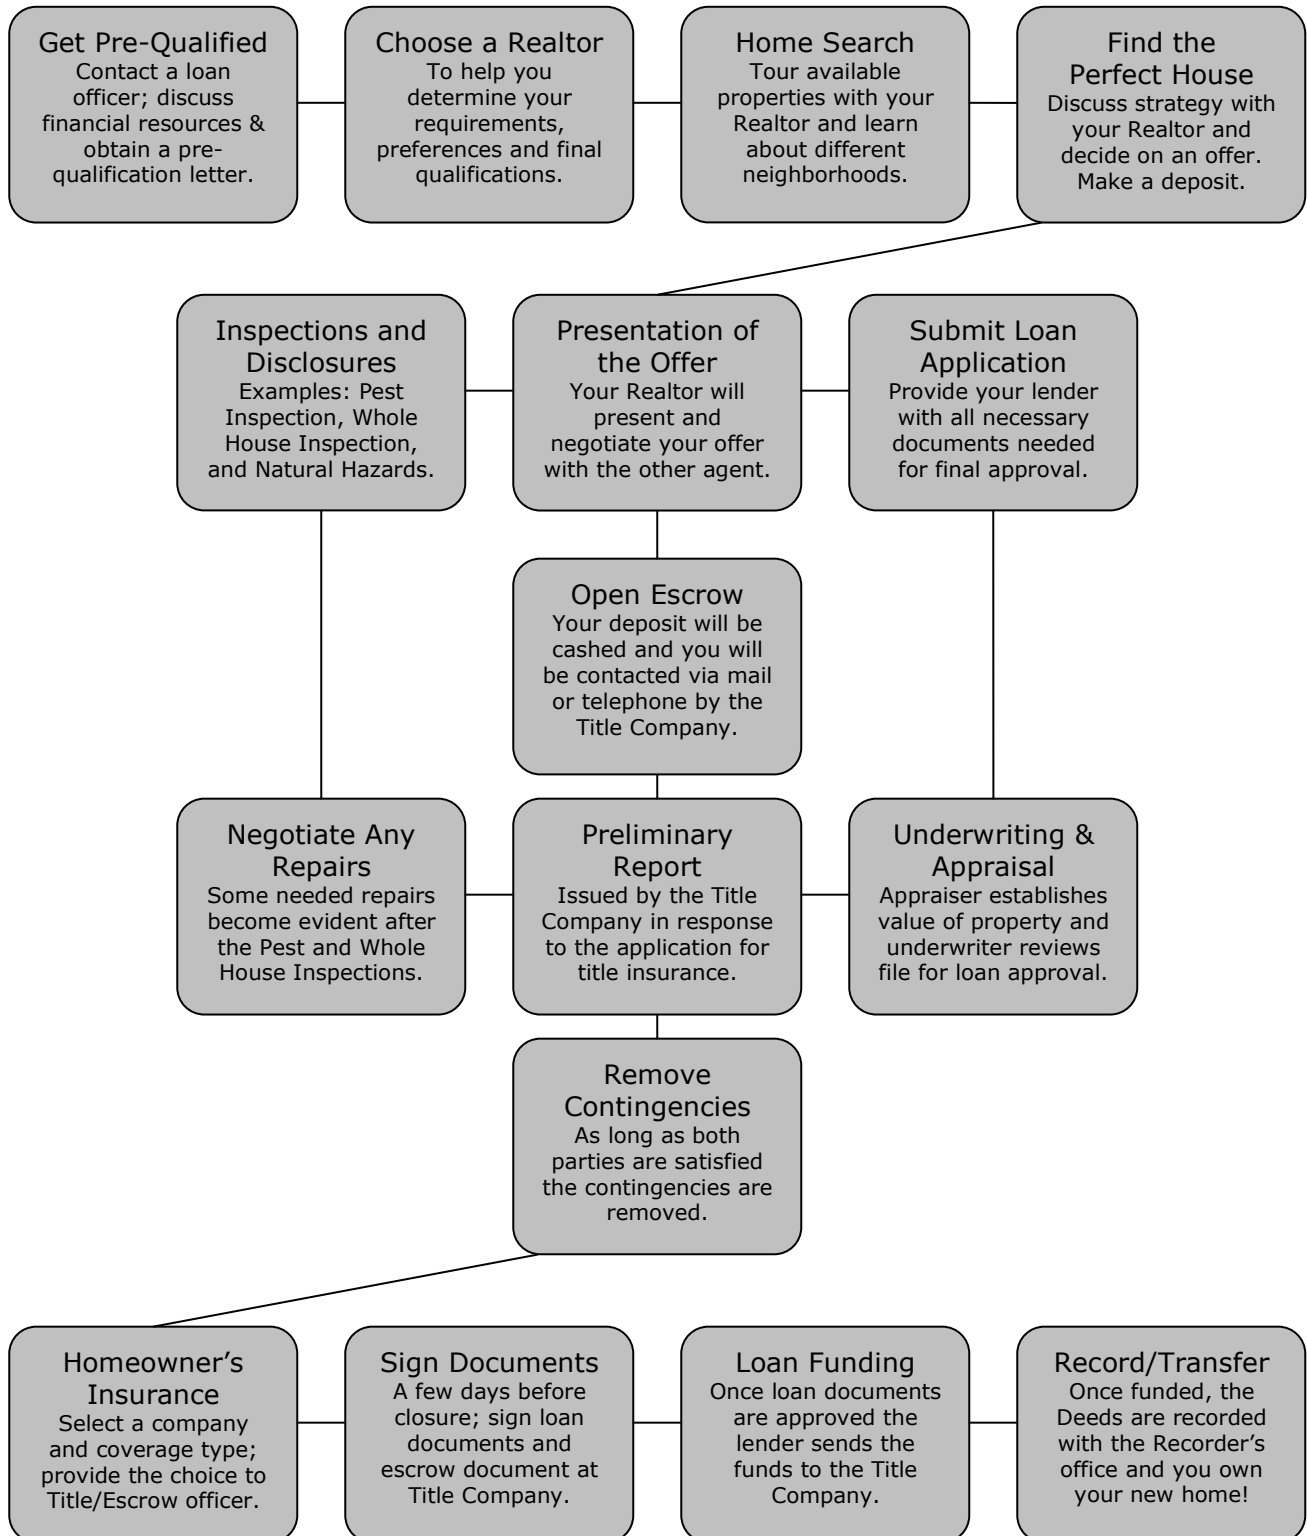 Get Pre-Qualified
Contact a loan
officer; discuss
financial resources &
obtain a pre-
qualification letter.
Choose a Realtor
To help you
determine your
requirements,
preferences and final
qualifications.
Home Search
Tour available
properties with your
Realtor and learn
about different
neighborhoods.
Find the
Perfect House
Discuss strategy with
your Realtor and
decide on an offer.
Make a deposit.
Inspections and
Disclosures
Examples: Pest
Inspection, Whole
House Inspection,
and Natural Hazards.
Presentation of
the Offer
Your Realtor will
present and
negotiate your offer
with the other agent.
Submit Loan
Application
Provide your lender
with all necessary
documents needed
for final approval.
Open Escrow
Your deposit will be
cashed and you will
be contacted via mail
or telephone by the
Title Company.
Negotiate Any
Repairs
Some needed repairs
become evident after
the Pest and Whole
House Inspections.
Preliminary
Report
Issued by the Title
Company in response
to the application for
title insurance.
Underwriting &
Appraisal
Appraiser establishes
value of property and
underwriter reviews
file for loan approval.
Remove
Contingencies
As long as both
parties are satisfied
the contingencies are
removed.
Homeowner’s
Insurance
Select a company
and coverage type;
provide the choice to
Title/Escrow officer.
Sign Documents
A few days before
closure; sign loan
documents and
escrow document at
Title Company.
Loan Funding
Once loan documents
are approved the
lender sends the
funds to the Title
Company.
Record/Transfer
Once funded, the
Deeds are recorded
with the Recorder’s
office and you own
your new home!